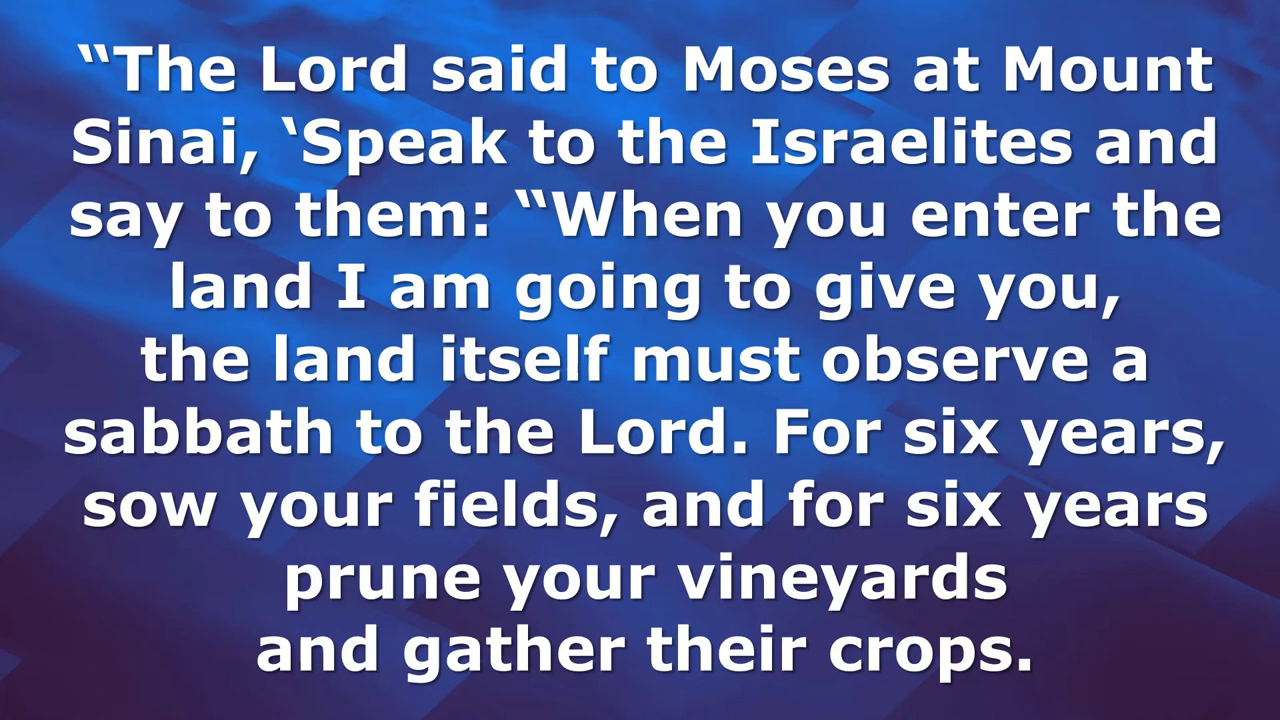 “The Lord said to Moses at Mount
Sinai, ‘Speak to the Israelites and
say to them: “When you enter the
land I am going to give you,
the land itself must observe a
sabbath to the Lord. For six years,
sow your fields, and for six years
prune your vineyards
and gather their crops.